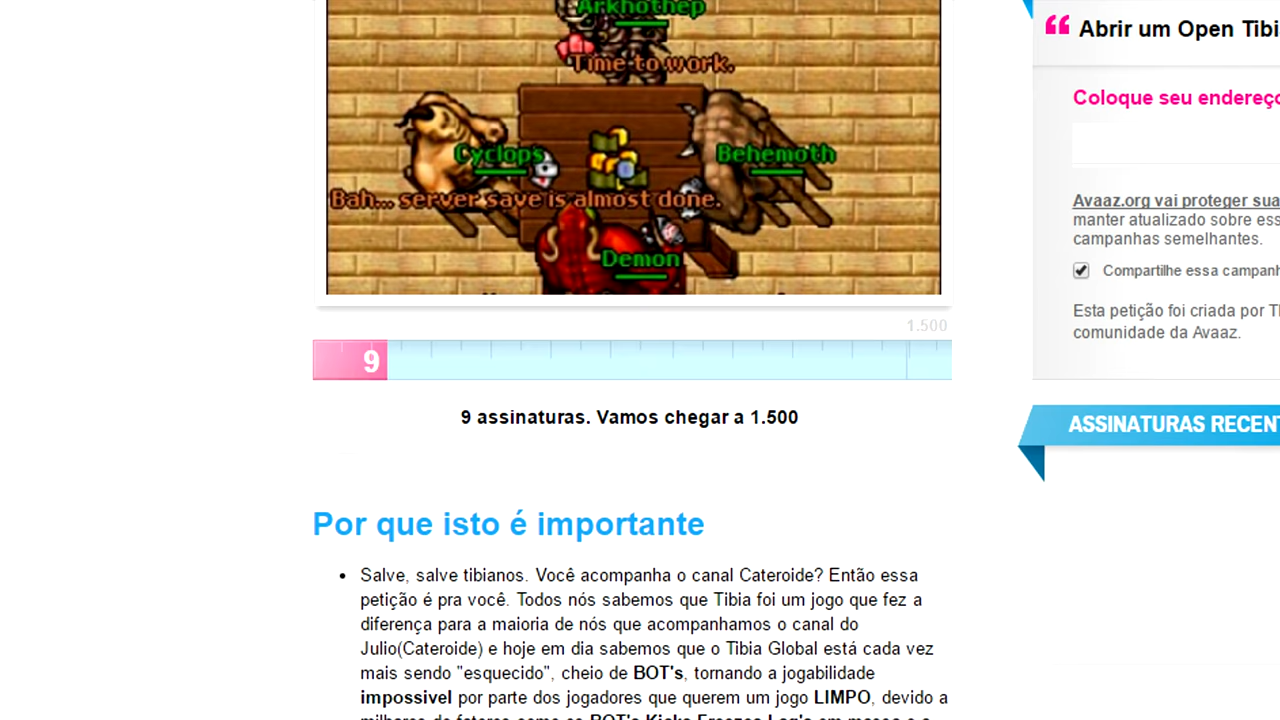 Arkhothep
Time to work.
Cyclops
Behemoth
Bah... server save is almost done.
Demon
1.500
9
9 assinaturas. Vamos chegar a 1.500
Por que isto é importante
Salve, salve tibianos. Você acompanha o canal Cateroide? Então essa
petição é pra você. Todos nós sabemos que Tibia foi um jogo que fez a
diferença para a maioria de nós que acompanhamos o canal do
Julio(Cateroide) e hoje em dia sabemos que o Tibia Global está cada vez
mais sendo "esquecido", cheio de BOT's, tornando a jogabilidade
impossivel por parte dos jogadores que querem um jogo LIMPO, devido a
Abrir um Open Tibi
Coloque seu endereço
Avaaz.org vai proteger sua
manter atualizado sobre ess
campanhas semelhantes.
Compartilhe essa campanh
Esta petição foi criada por
comunidade da Avaaz.
ASSINATURAS RECENT